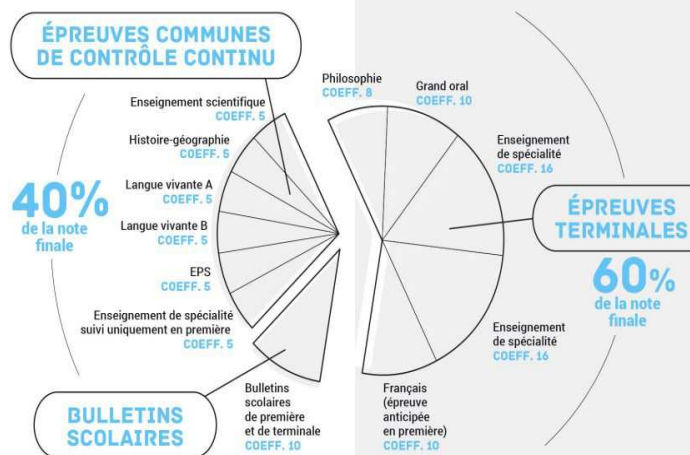 ÉPREUVES COMMUNES
DE CONTRÔLE CONTINU
Enseignement scientifique
COEFF. 5
Histoire-géographie
COEFF. 5
Langue vivante A
COEFF. 5
Langue vivante B
COEFF. 5
EPS
COEFF. 5
Enseignement de spécialité
suivi uniquement en première
COEFF. 5
40%
de la note
finale
BULLETINS
SCOLAIRES
Bulletins
scolaires
de première
et de terminale
COEFF. 10
Philosophie
COEFF. 8
Grand oral
COEFF. 10
Enseignement
de spécialité
COEFF. 16
ÉPREUVES
TERMINALES
60%
de la note
finale
Enseignement
de spécialité
COEFF. 16
Français
(épreuve
anticipée
en première)
COEFF. 10